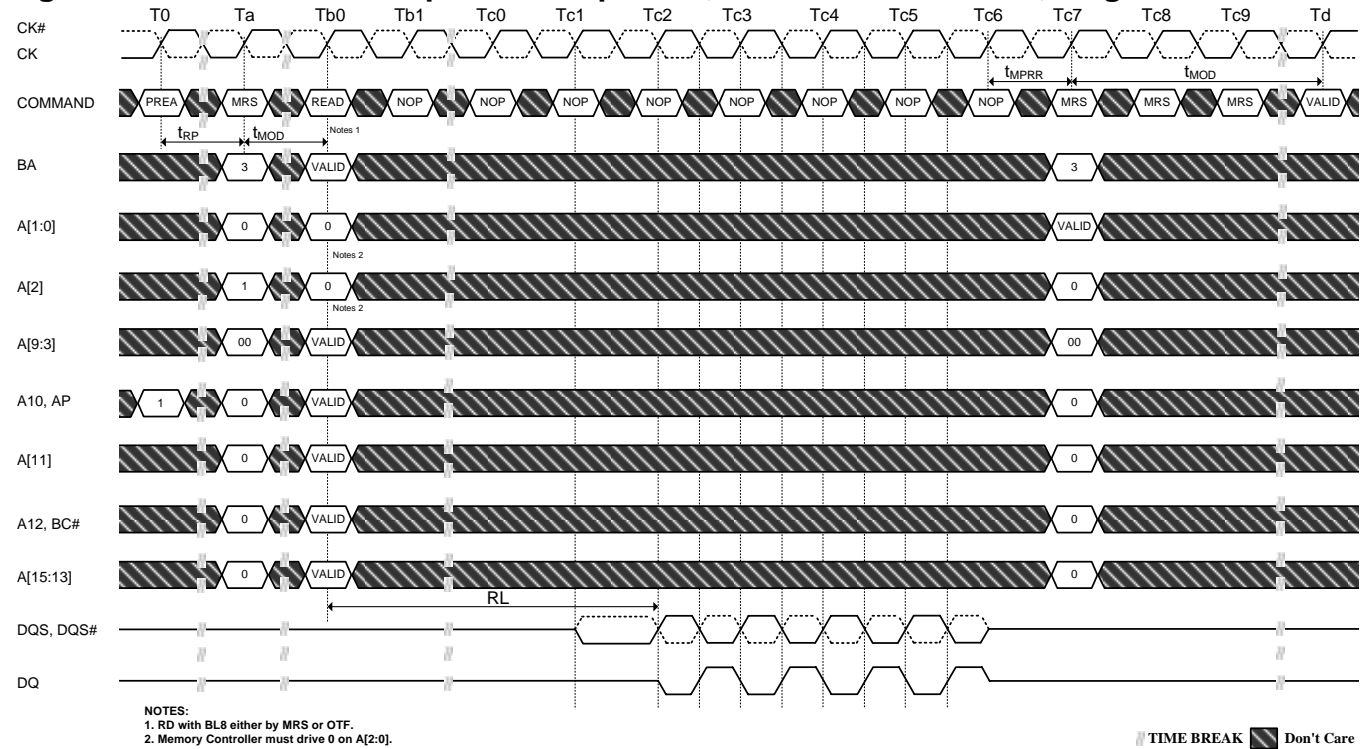 T0 Ta Tb0 Tb1 Tc0 Tc1 Tc2 Tc3 Tc4 Tc5 Tc6 Tc7 Tc8 Tc9 Td
CK#
CK
tMPRR tMOD
COMMAND PREA MRS READ NOP NOP NOP NOP NOP NOP NOP NOP MRS MRS MRS VALID
tRP tMOD Notes 1
BA 3 VALID 3
A[1:0] 0 0 VALID
Notes 2
A[2] 1 0 0
Notes 2
A[9:3] 00 VALID 00
A10, AP 1 0 VALID 0
A[11] 0 VALID 0
A12, BC# 0 VALID 0
A[15:13] 0 VALID 0
RL
DQS, DQS#
DQ
NOTES:
1. RD with BL8 either by MRS or OTF.
2. Memory Controller must drive 0 on A[2:0].
TIME BREAK Don't Care